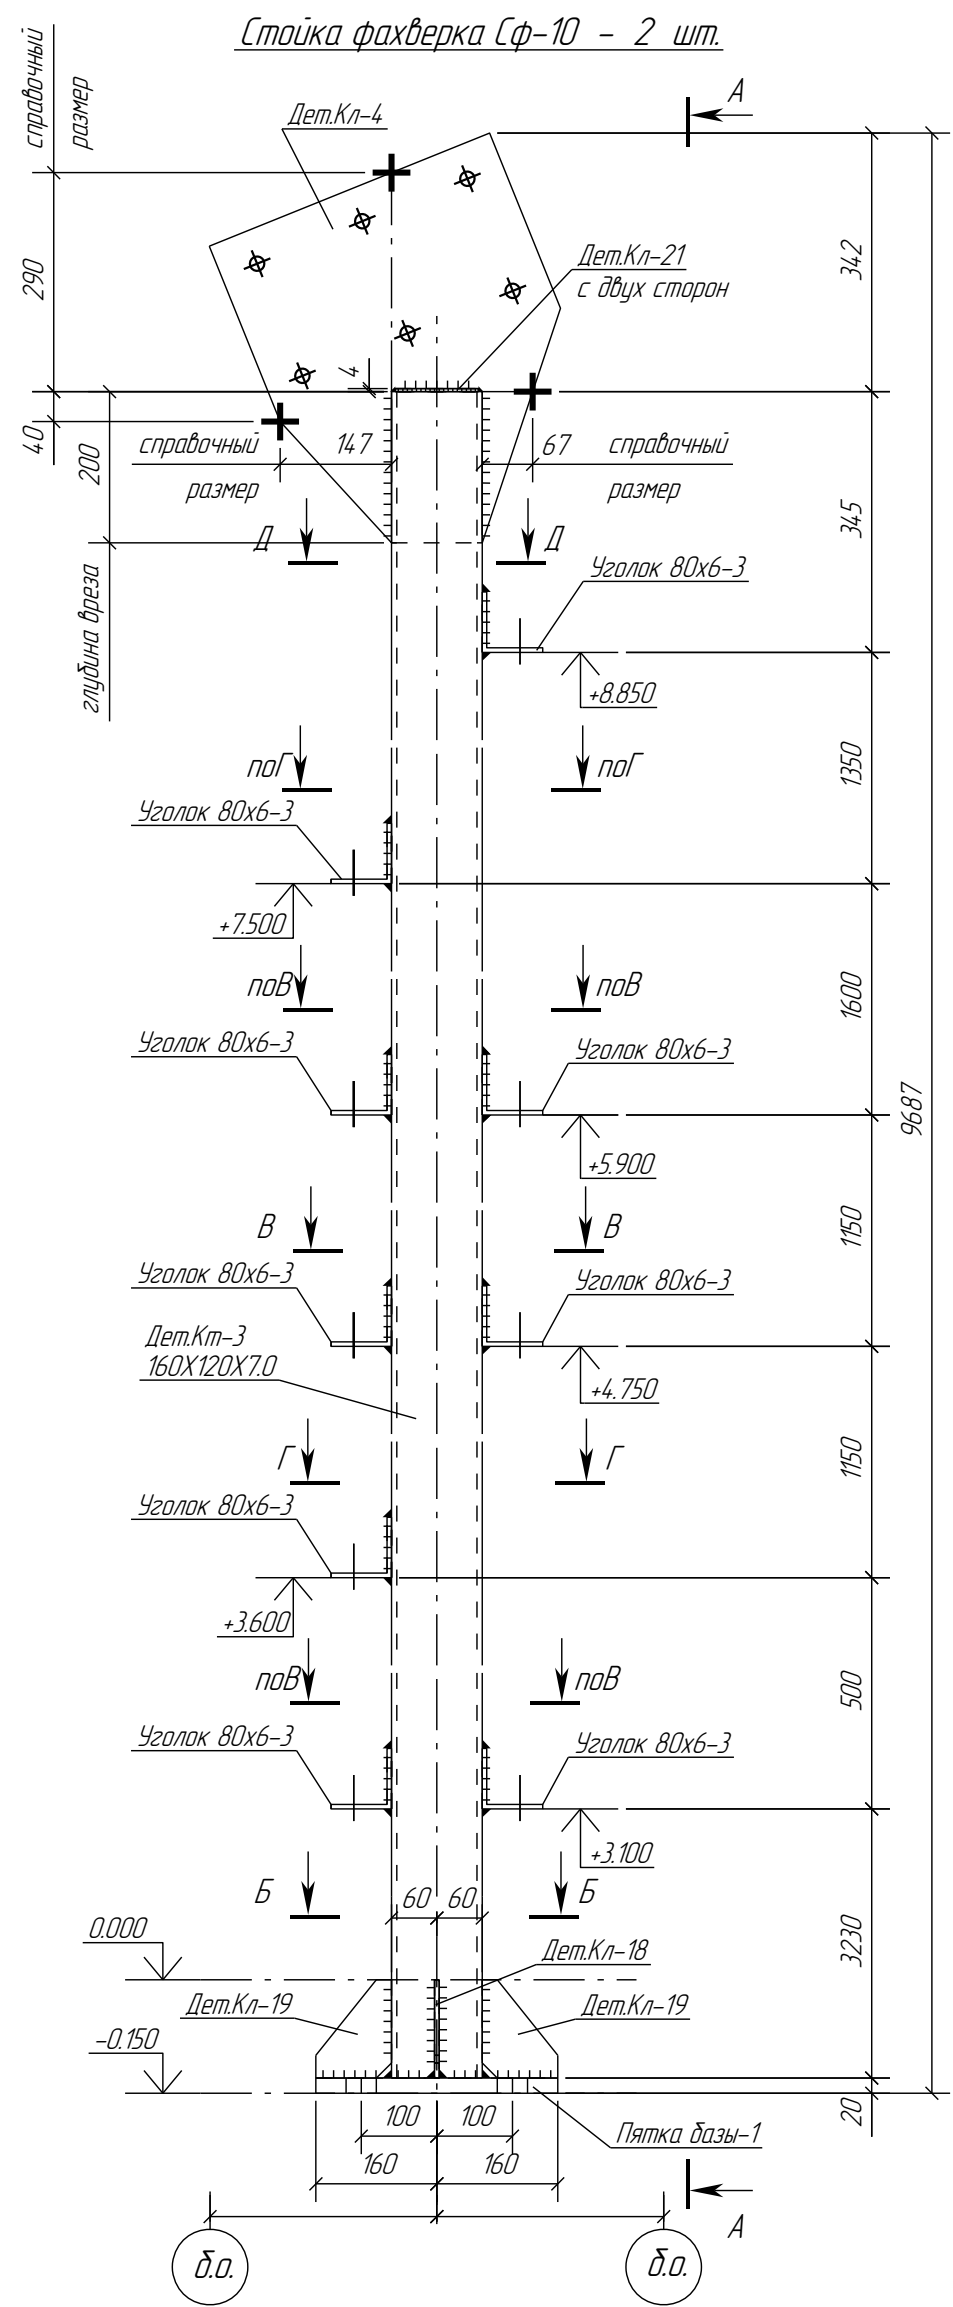 Стойка фахверка Сф-10 - 2 шт.
справочный
размер
А
Дет.Кл-4
290
342
Дет.Кл-21
с двух сторон
4
40
200
справочный
размер
147
67
справочный
размер
345
Д
Д
Уголок 80х6-3
глубина вреза
+8.850
поГ
поГ
1350
Уголок 80х6-3
+7.500
поВ
поВ
1600
Уголок 80х6-3
Уголок 80х6-3
9687
+5.900
В
В
1150
Уголок 80х6-3
Уголок 80х6-3
Дет.Кт-3
160Х120Х7.0
+4.750
Г
Г
1150
Уголок 80х6-3
+3.600
поВ
поВ
500
Уголок 80х6-3
Уголок 80х6-3
+3.100
Б
Б
60
60
0.000
3230
Дет.Кл-18
Дет.Кл-19
Дет.Кл-19
-0.150
20
100
100
Пятка базы-1
160
160
А
б.о.
б.о.